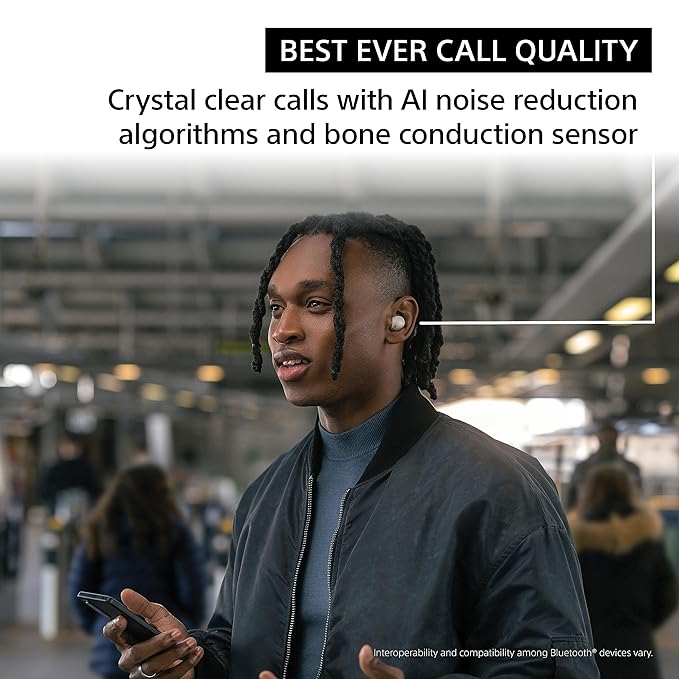 BEST EVER CALL QUALITY
Crystal clear calls with AI noise reduction
algorithms and bone conduction sensor
Interoperability and compatibility among Bluetooth® devices vary.